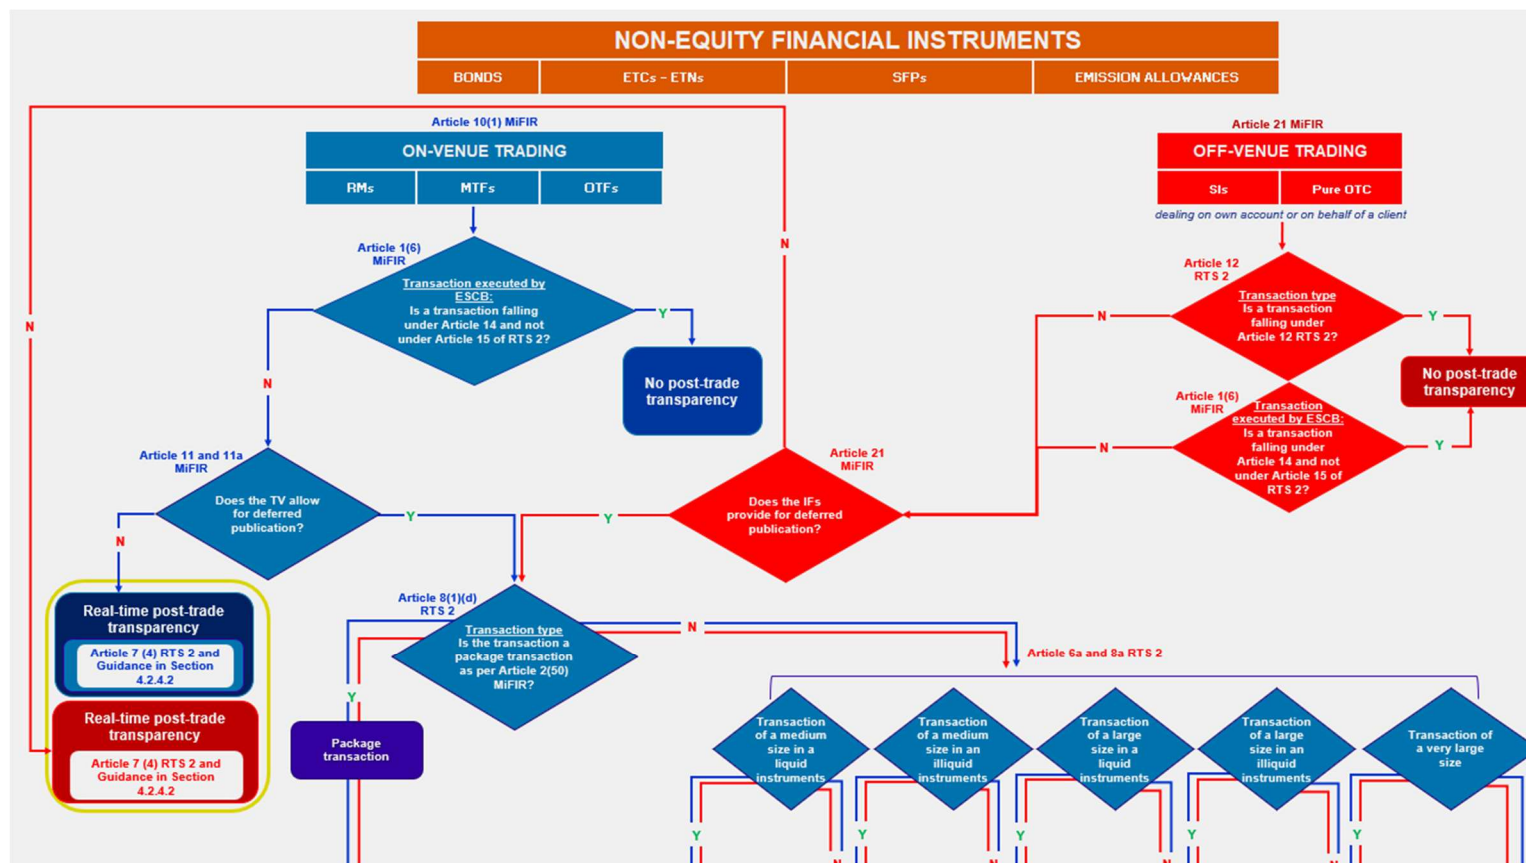 NON-EQUITY FINANCIAL INSTRUMENTS
BONDS
ETCs – ETNs
SFPs
EMISSION ALLOWANCES
Article 10(1) MiFIR
ON-VENUE TRADING
RMs
MTFs
OTFs
Article 21 MiFIR
OFF-VENUE TRADING
SIs
Pure OTC
dealing on own account or on behalf of a client
Article 1(6)
MiFIR
Transaction executed by
ESCB:
Is a transaction falling
under Article 14 and not
under Article 15 of RTS 2?
Y
N
No post-trade
transparency
N
N
Article 12
RTS 2
Transaction type
Is a transaction
falling under
Article 12 RTS 2?
N
Y
No post-trade
transparency
Article 1(6)
MiFIR
Transaction
executed by ESCB:
Is a transaction
falling under
Article 14 and not
under Article 15 of
RTS 2?
N
Y
Article 11 and 11a
MiFIR
Does the TV allow
for deferred
publication?
N
Y
Article 21
MiFIR
Does the IFs
provide for deferred
publication?
Y
Real-time post-trade
transparency
Article 7 (4) RTS 2 and
Guidance in Section
4.2.4.2
Real-time post-trade
transparency
Article 7 (4) RTS 2 and
Guidance in Section
4.2.4.2
Article 8(1)(d)
RTS 2
Transaction type
Is the transaction a
package transaction
as per Article 2(50)
MiFIR?
N
Y
Package
transaction
Article 6a and 8a RTS 2
Transaction
of a medium
size in a
liquid
instruments
Transaction
of a medium
size in an
illiquid
instruments
Transaction
of a large
size in a
liquid
instruments
Transaction
of a large
size in an
illiquid
instruments
Transaction of
a very large
size
Y
Y
Y
Y
Y
N
N
N
N